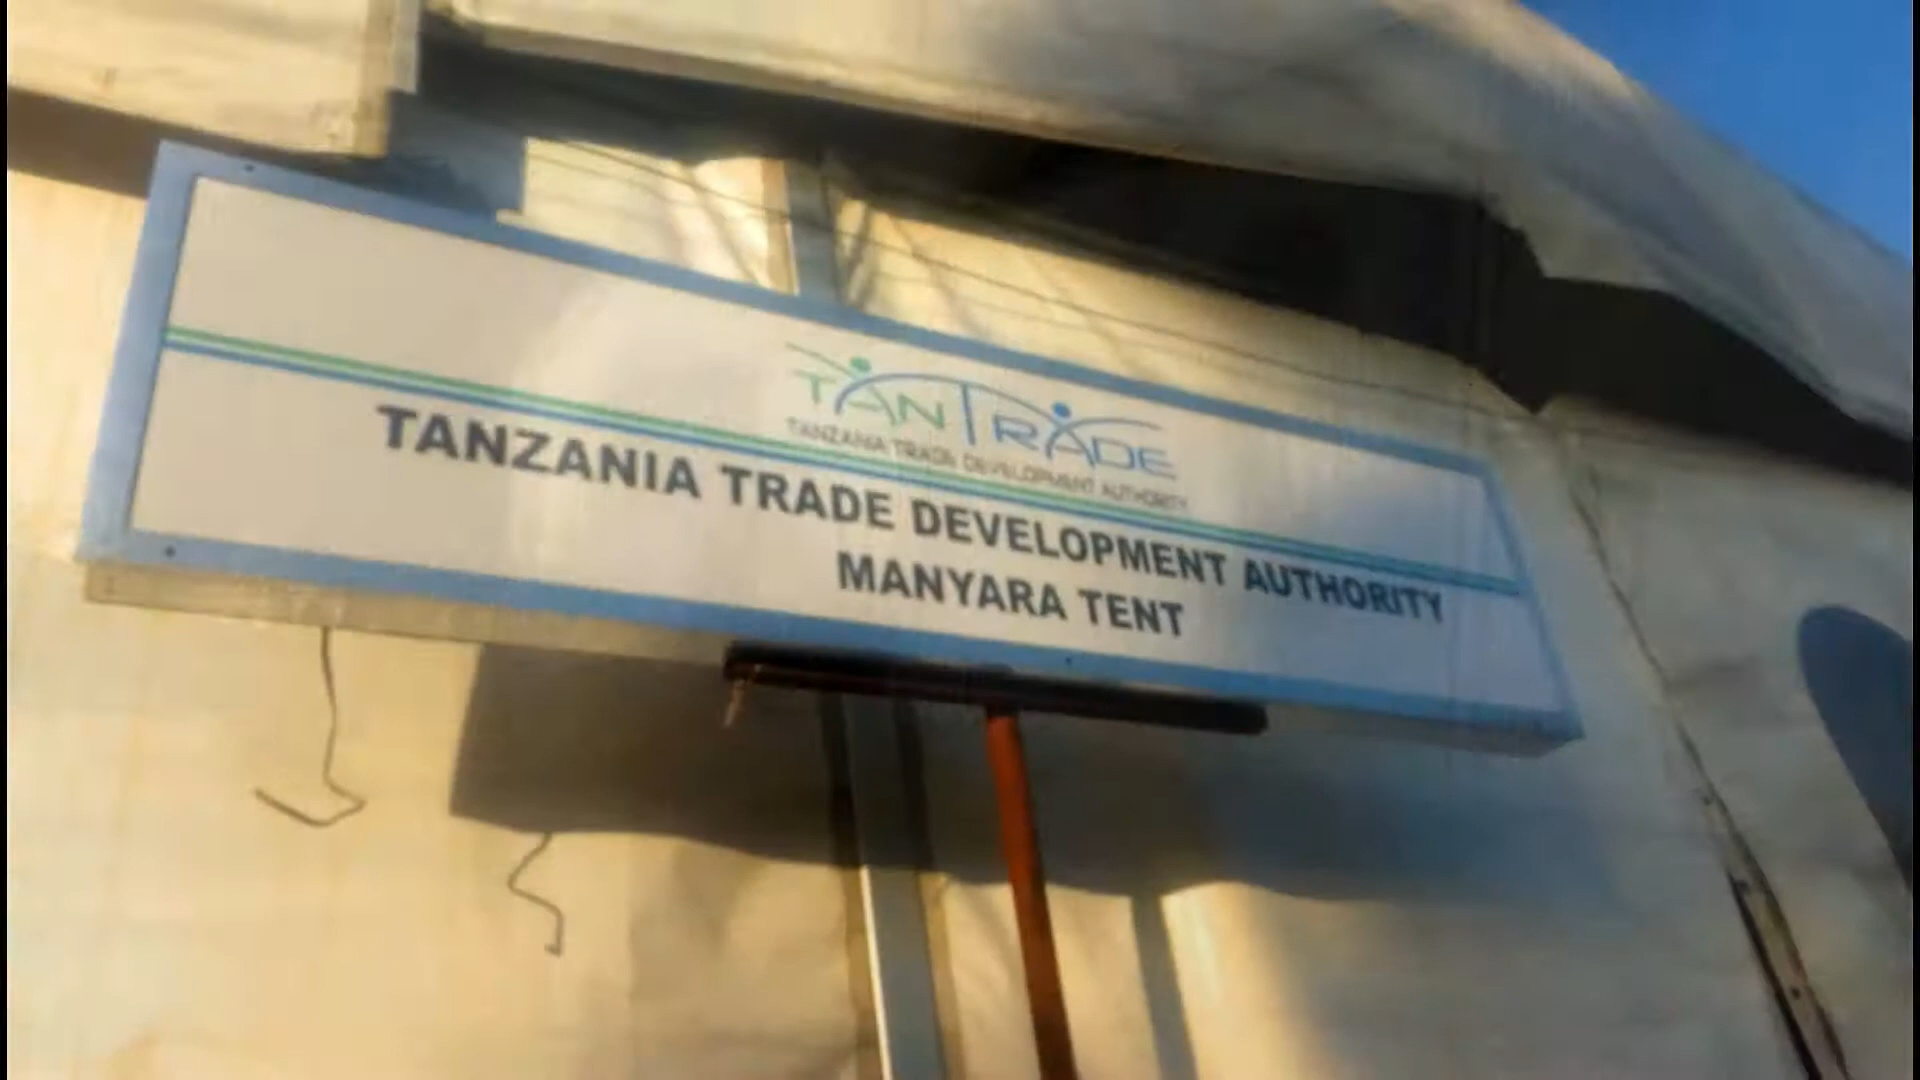 TANTRADE
TANZANIA TRADE DEVELOPMENT AUTHORITY
TANZANIA TRADE DEVELOPMENT AUTHORITY
MANYARA TENT